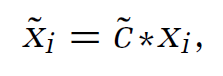 x̃ᵢ = C̃ * xᵢ,